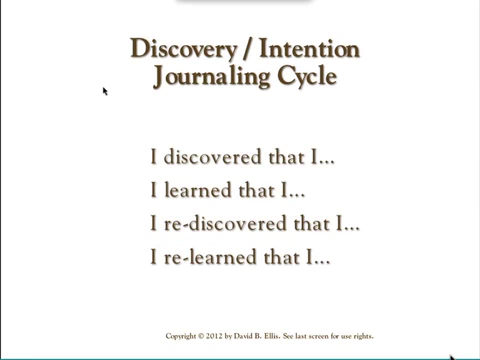 Discovery / Intention
Journaling Cycle
I discovered that I...
I learned that I...
I re-discovered that I...
I re-learned that I...
Copyright © 2012 by David B. Ellis. See last screen for use rights.